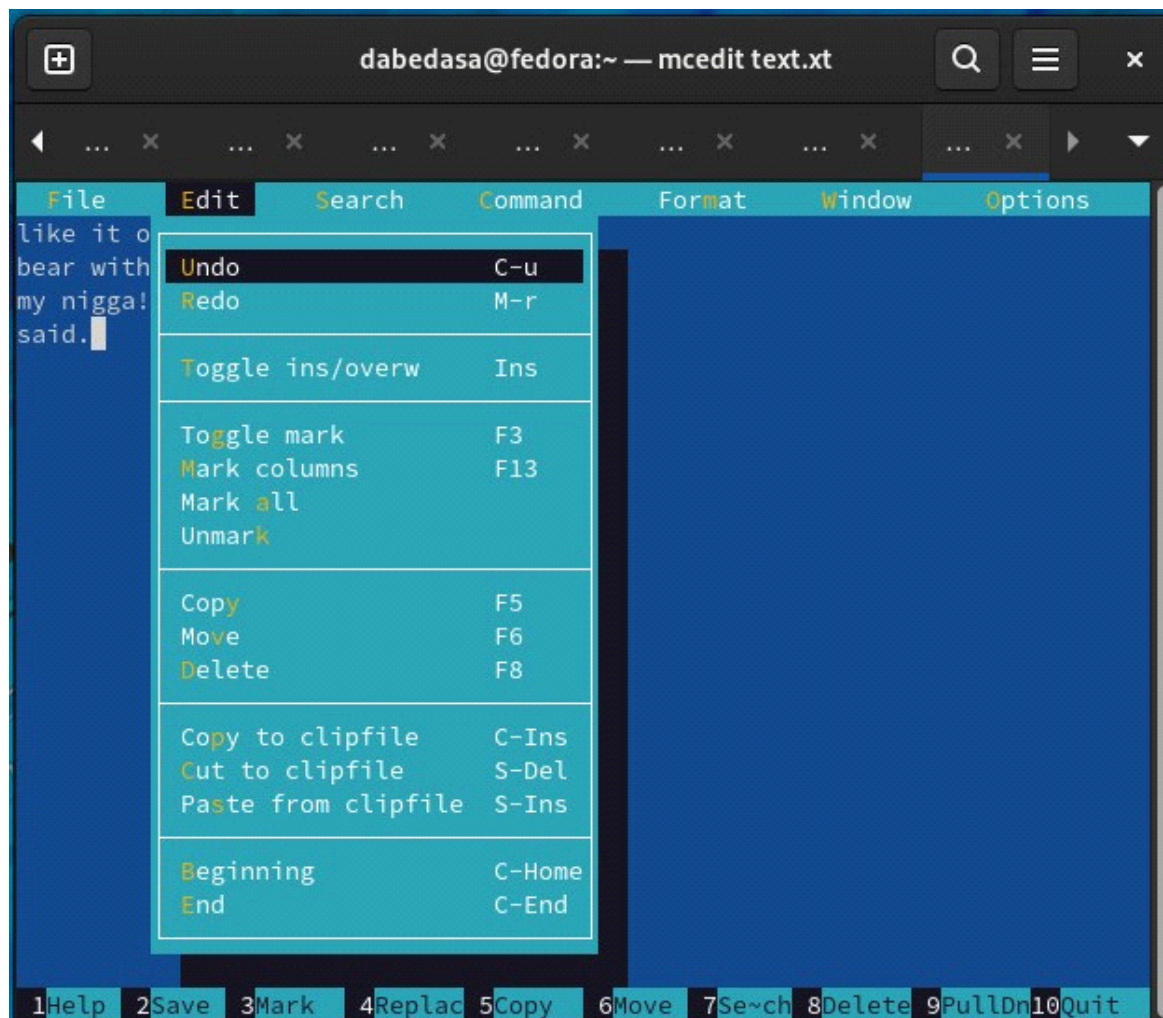 dabedasa@fedora:~ — mcedit text.xt
... × ... × ... × ... × ... × ... × ... ×
File Edit Search Command Format Window Options
like it o
bear with Undo C-u
my nigga! Redo M-r
said.
Toggle ins/overw Ins
Toggle mark F3
Mark columns F13
Mark all
Unmark
Copy F5
Move F6
Delete F8
Copy to clipfile C-Ins
Cut to clipfile S-Del
Paste from clipfile S-Ins
Beginning C-Home
End C-End
1Help 2Save 3Mark 4Replac 5Copy 6Move 7Se~ch 8Delete 9PullDn 10Quit